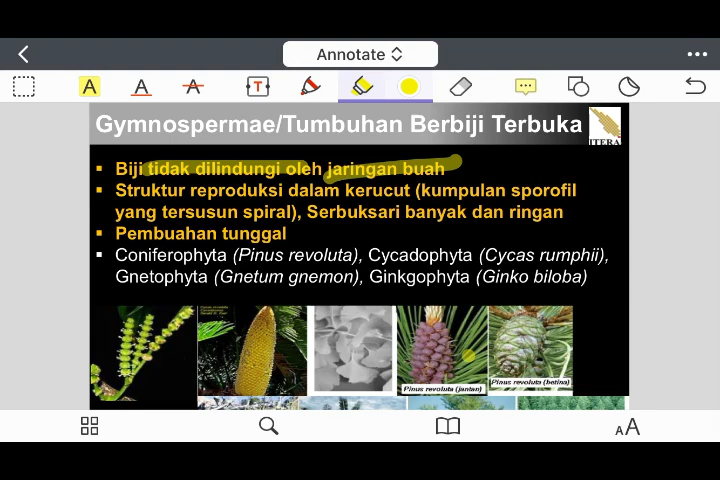 Annotate
A A A T
Gymnospermae/Tumbuhan Berbiji Terbuka
ITERA
▪ Biji tidak dilindungi oleh jaringan buah
▪ Struktur reproduksi dalam kerucut (kumpulan sporofil
yang tersusun spiral), Serbuksari banyak dan ringan
▪ Pembuahan tunggal
▪ Coniferophyta (Pinus revoluta), Cycadophyta (Cycas rumphii),
Gnetophyta (Gnetum gnemon), Ginkgophyta (Ginko biloba)
Pinus revoluta (jantan)
Pinus revoluta (betina)
AA